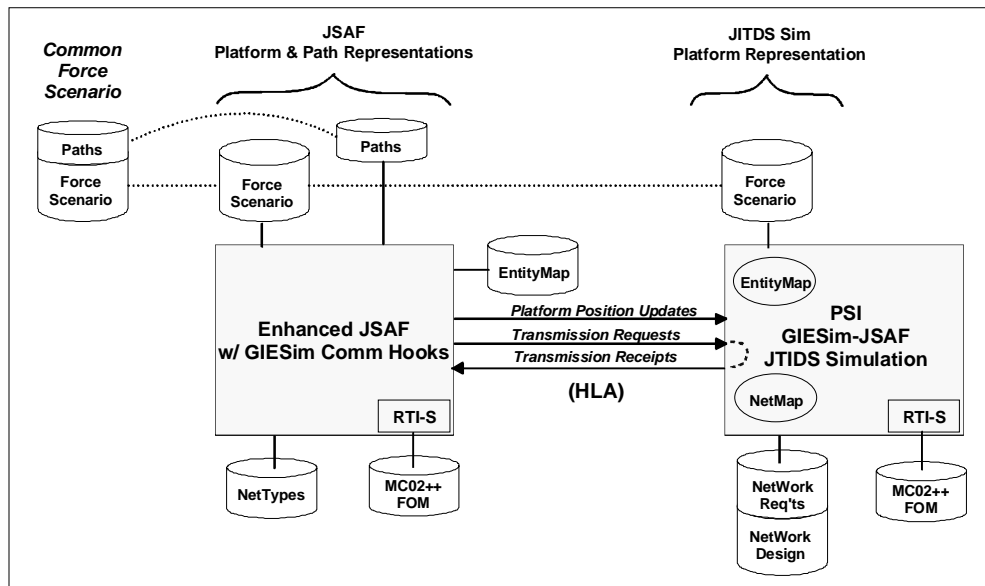 Common
Force
Scenario
JSAF
Platform & Path Representations
JITDS Sim
Platform Representation
Paths
Force
Scenario
Force
Scenario
Paths
Force
Scenario
EntityMap
Enhanced JSAF
w/ GIESim Comm Hooks
RTI-S
Platform Position Updates
Transmission Requests
Transmission Receipts
(HLA)
EntityMap
PSI
GIESim-JSAF
JTIDS Simulation
NetMap
RTI-S
NetTypes
MC02++
FOM
NetWork
Req'ts
NetWork
Design
MC02++
FOM